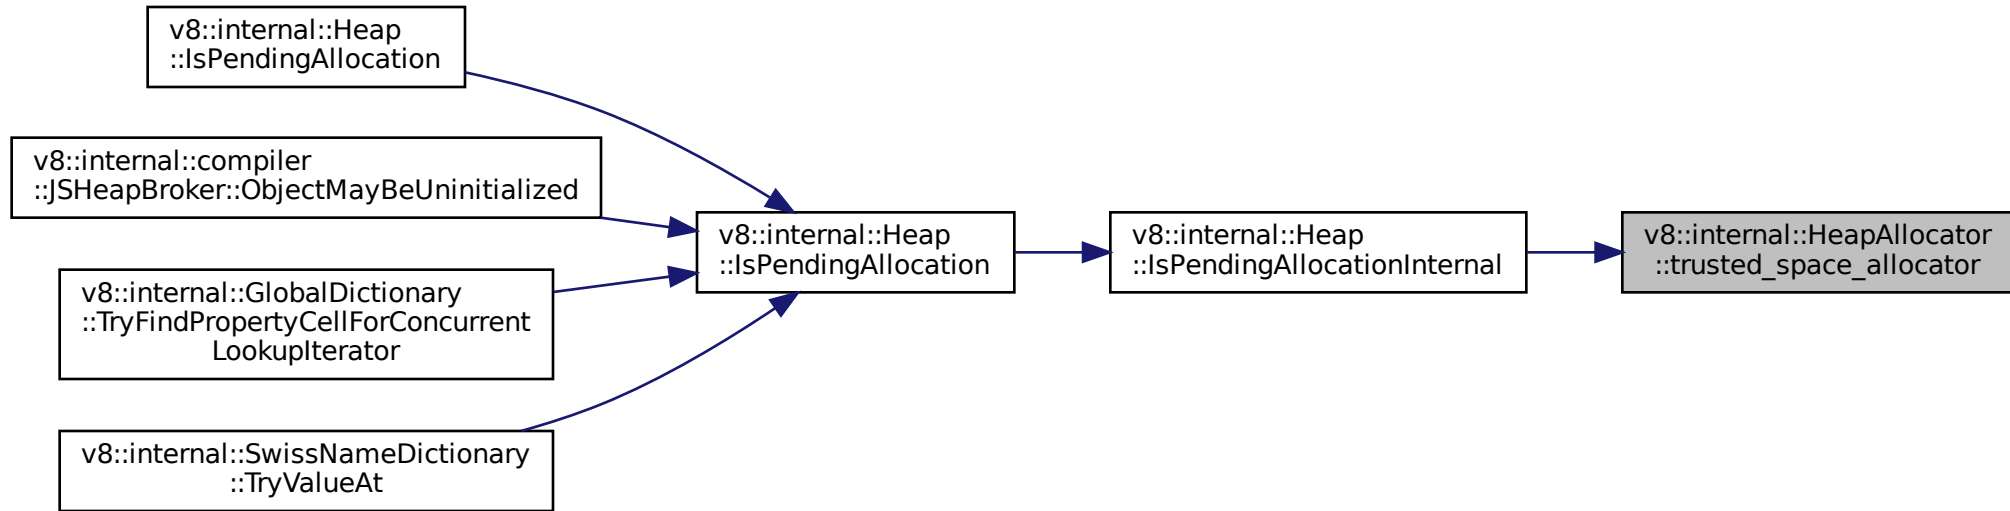 v8::internal::Heap
::IsPendingAllocation
v8::internal::compiler
::JSHeapBroker::ObjectMayBeUninitialized
v8::internal::GlobalDictionary
::TryFindPropertyCellForConcurrent
LookupIterator
v8::internal::SwissNameDictionary
::TryValueAt
v8::internal::Heap
::IsPendingAllocation
v8::internal::Heap
::IsPendingAllocationInternal
v8::internal::HeapAllocator
::trusted_space_allocator